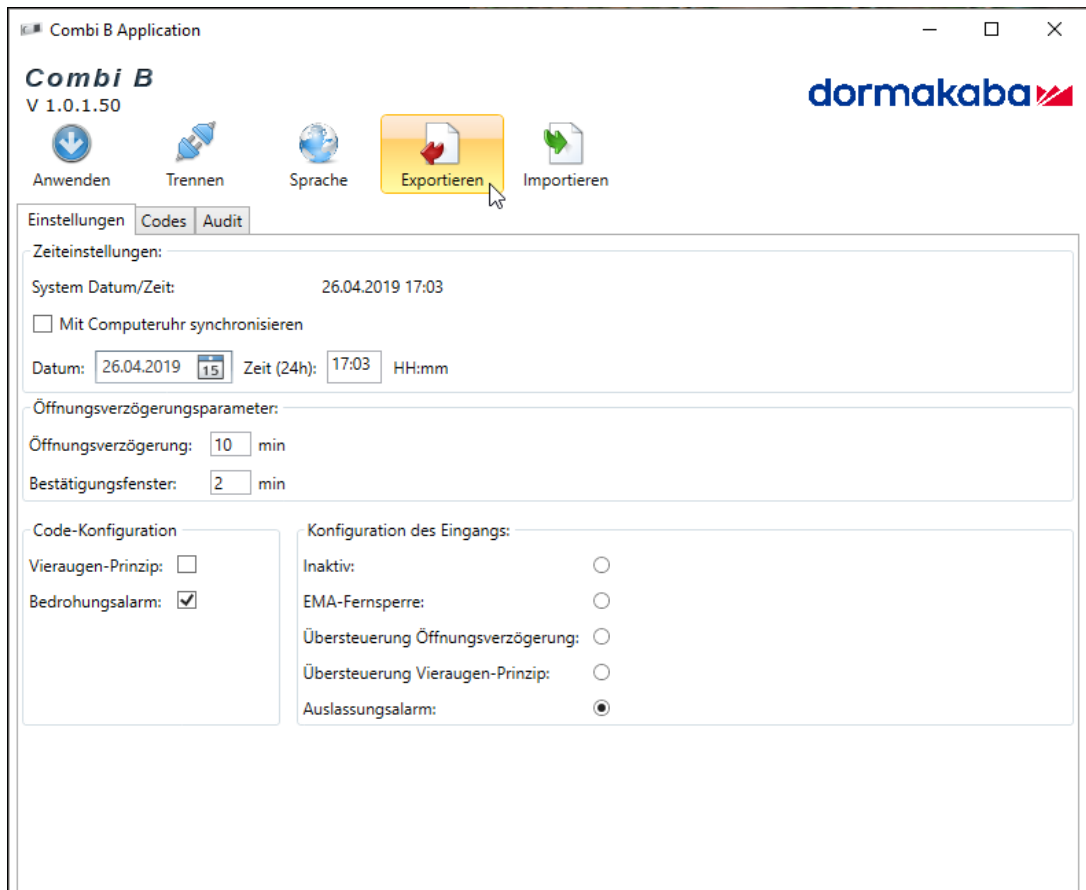 Combi B Application
Combi B
V 1.0.1.50
dormakaba
Anwenden Trennen Sprache Exportieren Importieren
Einstellungen Codes Audit
Zeiteinstellungen:
System Datum/Zeit: 26.04.2019 17:03
Mit Computeruhr synchronisieren
Datum: 26.04.2019 15 Zeit (24h): 17:03 HH:mm
Öffnungsverzögerungsparameter:
Öffnungsverzögerung: 10 min
Bestätigungsfenster: 2 min
Code-Konfiguration
Vieraugen-Prinzip:
Bedrohungsalarm:
Konfiguration des Eingangs:
Inaktiv:
EMA-Fernsperre:
Übersteuerung Öffnungsverzögerung:
Übersteuerung Vieraugen-Prinzip:
Auslassungsalarm: